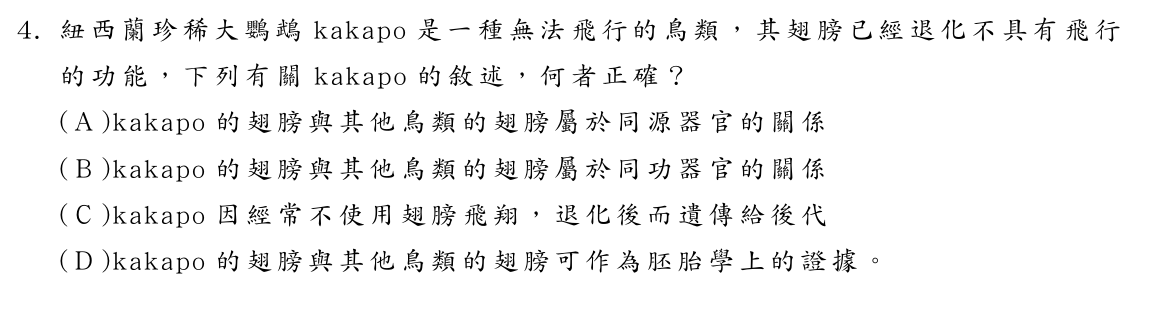 4. 紐西蘭珍稀大鸚鵡 kakapo 是一種無法飛行的鳥類，其翅膀已經退化不具有飛行
的功能，下列有關 kakapo 的敘述，何者正確？
(A)kakapo 的翅膀與其他鳥類的翅膀屬於同源器官的關係
(B)kakapo 的翅膀與其他鳥類的翅膀屬於同功器官的關係
(C)kakapo 因經常不使用翅膀飛翔，退化後而遺傳給後代
(D)kakapo 的翅膀與其他鳥類的翅膀可作為胚胎學上的證據。